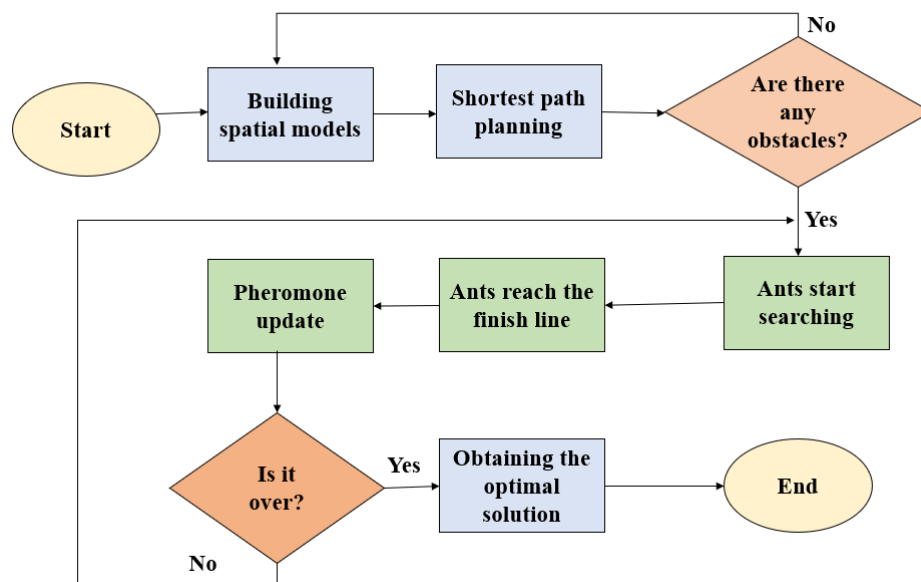 No
Start
Building
spatial models
Shortest path
planning
Are there
any
obstacles?
Yes
Pheromone
update
Ants reach the
finish line
Ants start
searching
Is it
over?
Yes
Obtaining the
optimal
solution
End
No